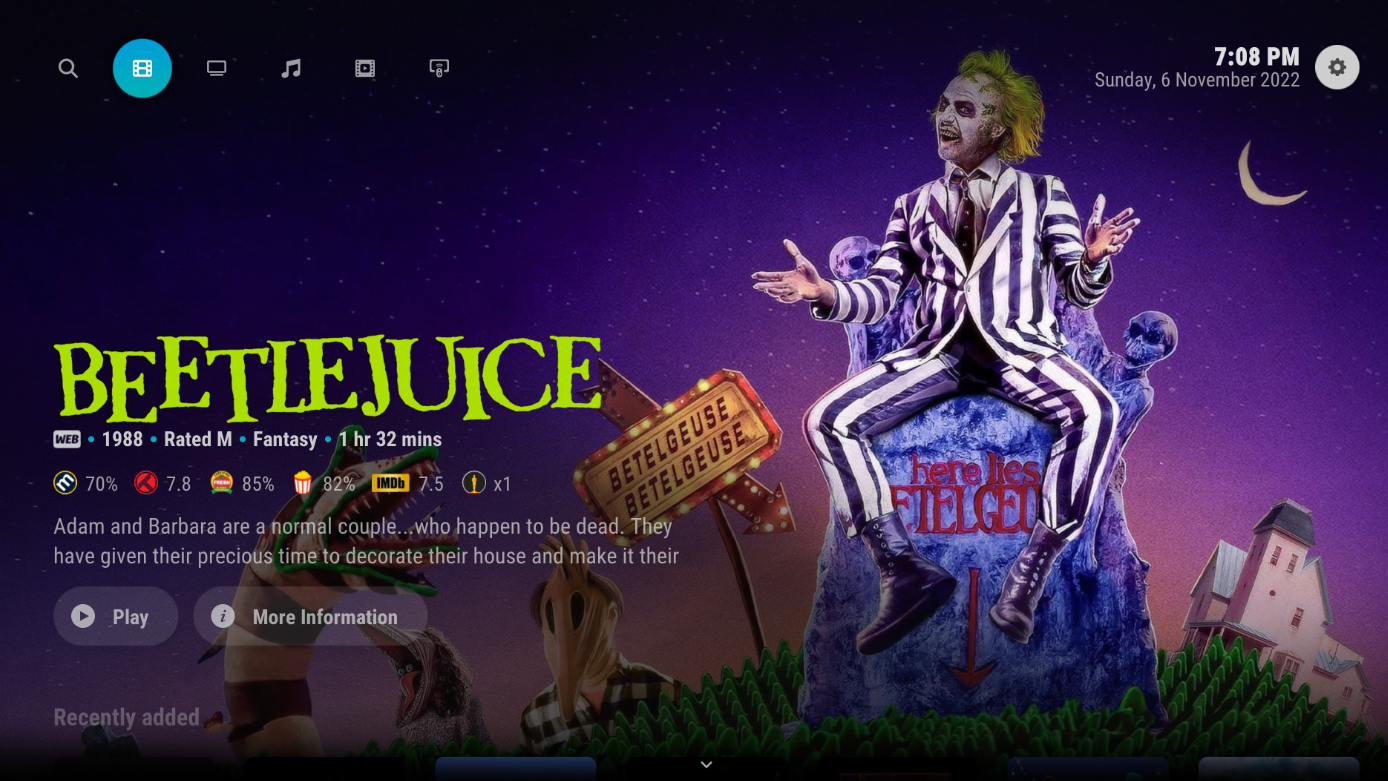 7:08 PM
Sunday, 6 November 2022
BEETLEJUICE
WEB • 1988 • Rated M • Fantasy • 1 hr 32 mins
70% 7.8 FRESH 85% 82% IMDb 7.5 x1
Adam and Barbara are a normal couple...who happen to be dead. They
have given their precious time to decorate their house and make it their
Play
More Information
Recently added
BETELGEUSE
BETELGEUSE
here lies
ETELGEU